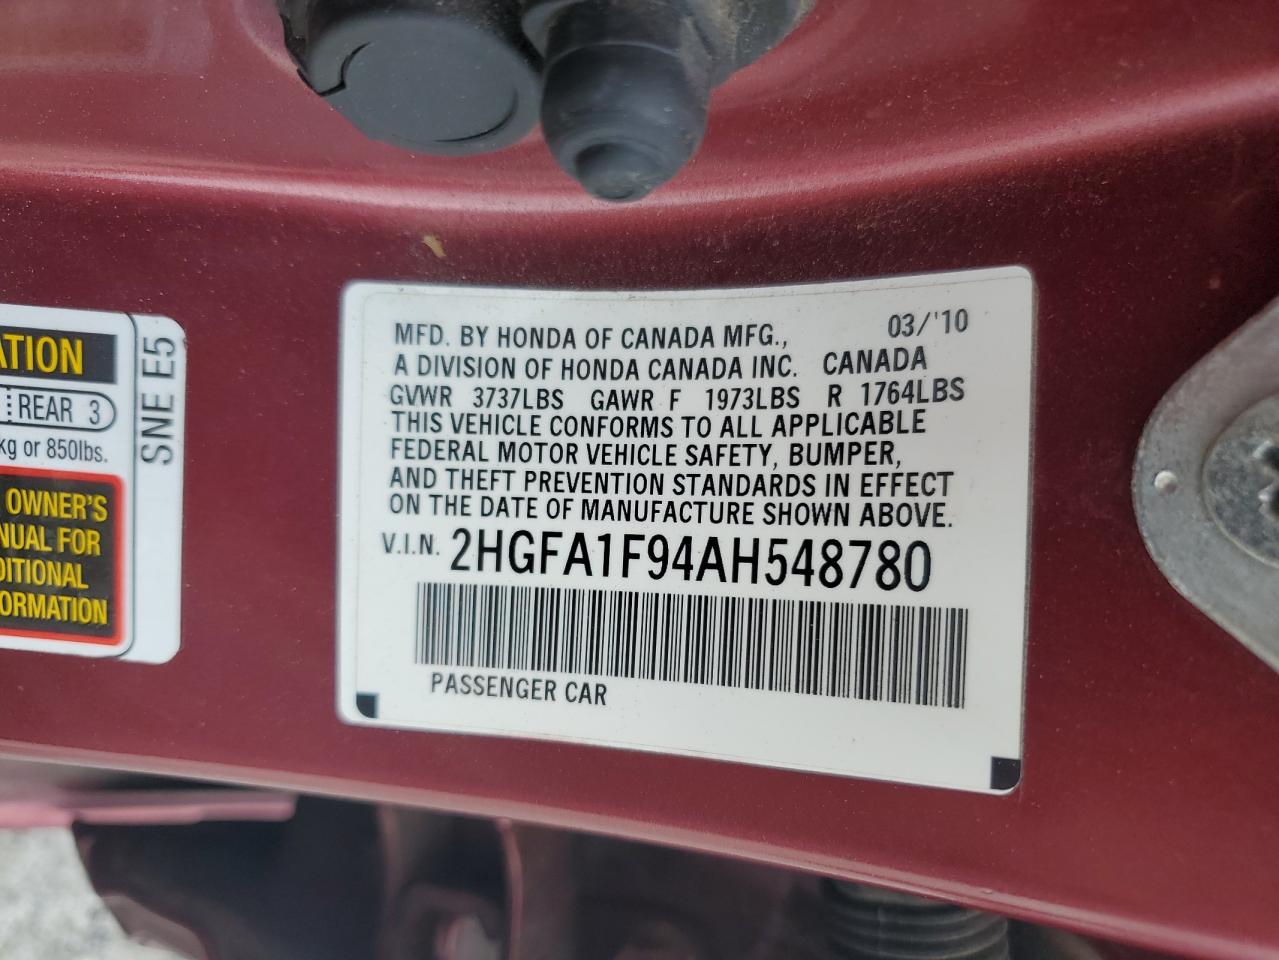 ATION
REAR 3
kg or 850lbs.
OWNER'S
NUAL FOR
DITIONAL
ORMATION
SNE E5
MFD. BY HONDA OF CANADA MFG., 03/'10
A DIVISION OF HONDA CANADA INC. CANADA
GVWR 3737LBS GAWR F 1973LBS R 1764LBS
THIS VEHICLE CONFORMS TO ALL APPLICABLE
FEDERAL MOTOR VEHICLE SAFETY, BUMPER,
AND THEFT PREVENTION STANDARDS IN EFFECT
ON THE DATE OF MANUFACTURE SHOWN ABOVE.
V.I.N. 2HGFA1F94AH548780
PASSENGER CAR